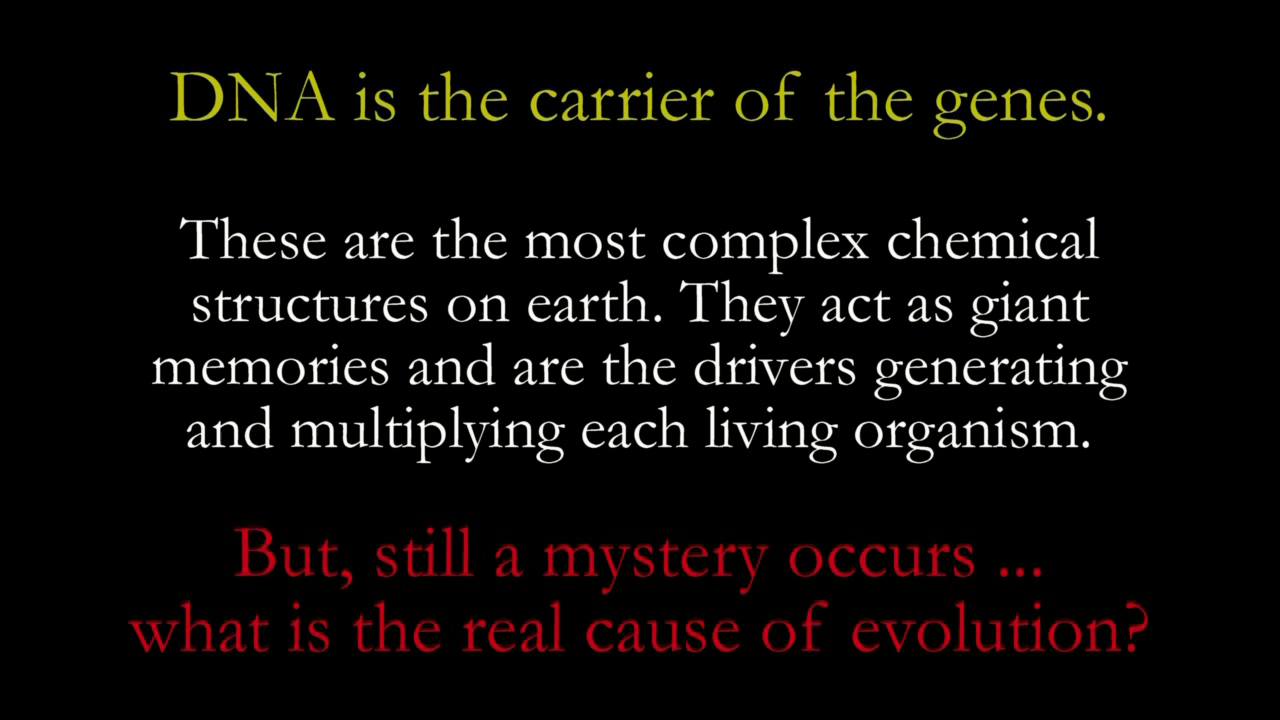 DNA is the carrier of the genes.
These are the most complex chemical
structures on earth. They act as giant
memories and are the drivers generating
and multiplying each living organism.
But, still a mystery occurs ...
what is the real cause of evolution?